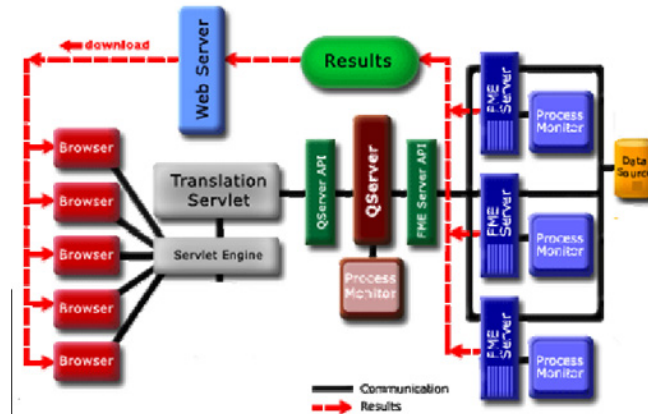 download
Web Server
Results
FME
Server
Process
Monitor
Browser
Browser
Browser
Browser
Browser
Translation
Servlet
Servlet Engine
QServer API
QServer
Process
Monitor
FME Server API
FME
Server
Process
Monitor
FME
Server
Process
Monitor
Data
Source
Communication
Results